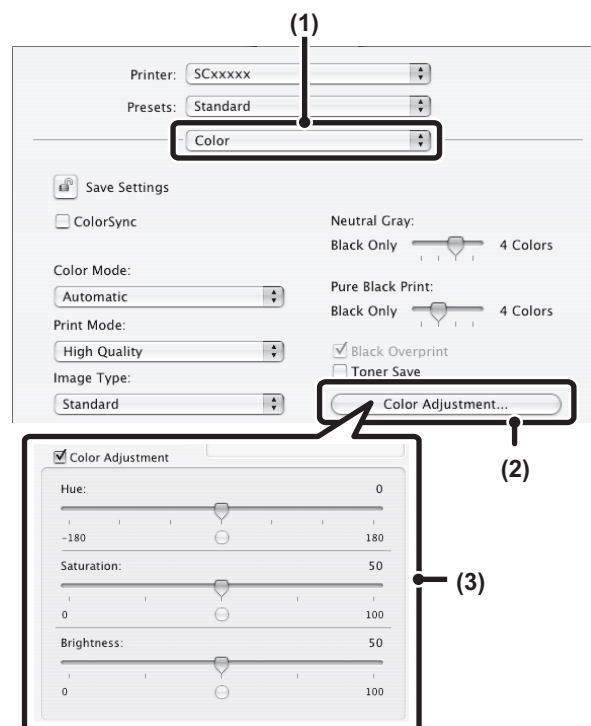 (1)
Printer: SCxxxxx
Presets: Standard
Color
Save Settings
ColorSync
Color Mode:
Automatic
Print Mode:
High Quality
Image Type:
Standard
Neutral Gray:
Black Only 4 Colors
Pure Black Print:
Black Only 4 Colors
Black Overprint
Toner Save
Color Adjustment...
(2)
Color Adjustment
Hue: 0
-180 180
Saturation: 50
0 100
Brightness: 50
0 100
(3)